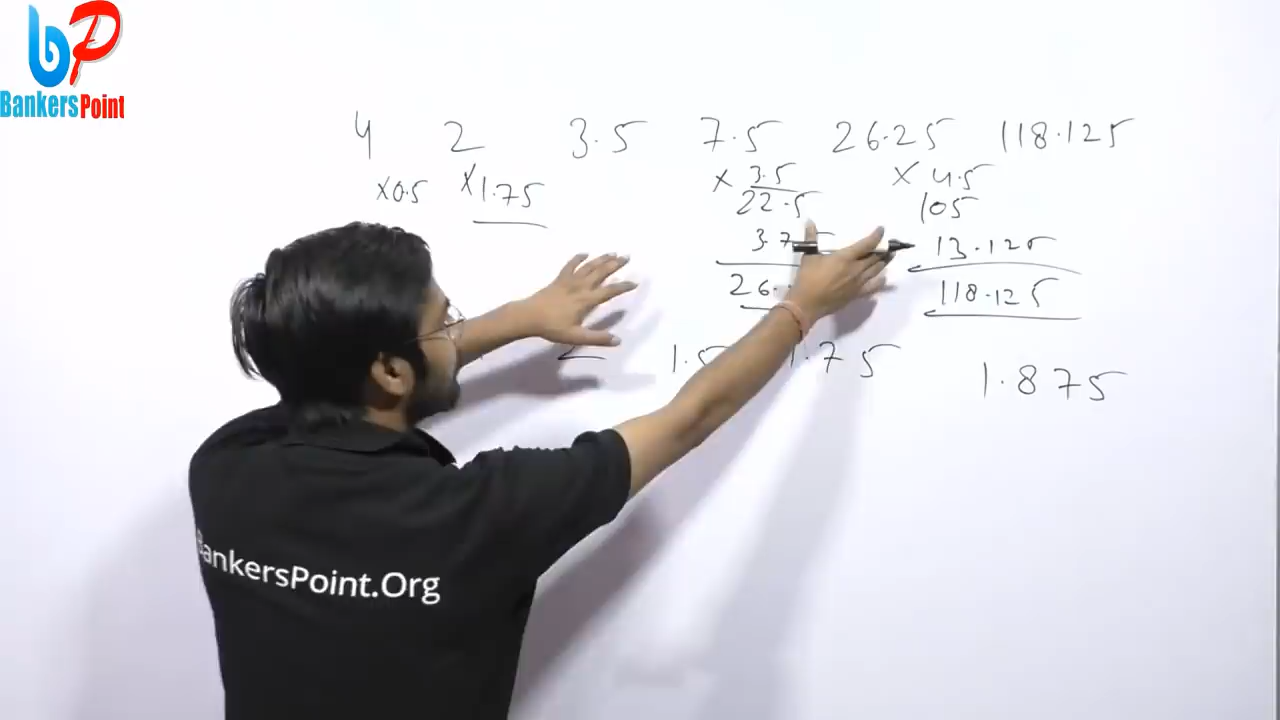 BankersPoint
4 2 3.5 7.5 26.25 118.125
×0.5 ×1.75 × 3.5 × 4.5
22.5 105
13.125
118.125
2 1.75
1.875
BankersPoint.Org